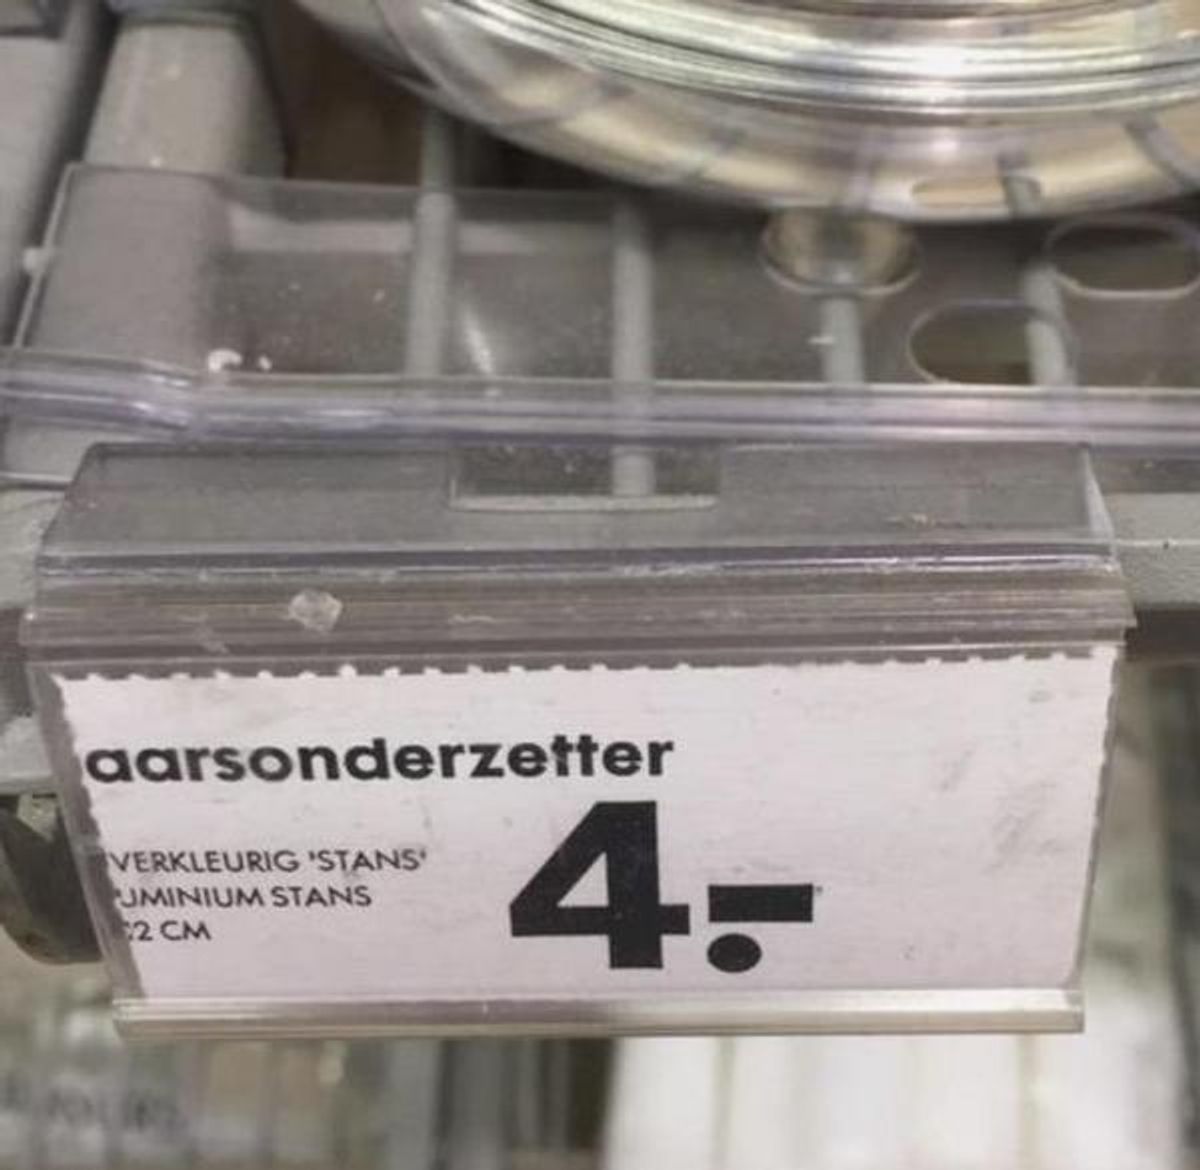 aarsonderzetter
VERKLEURIG 'STANS'
UMINIUM STANS
2 CM
4.-